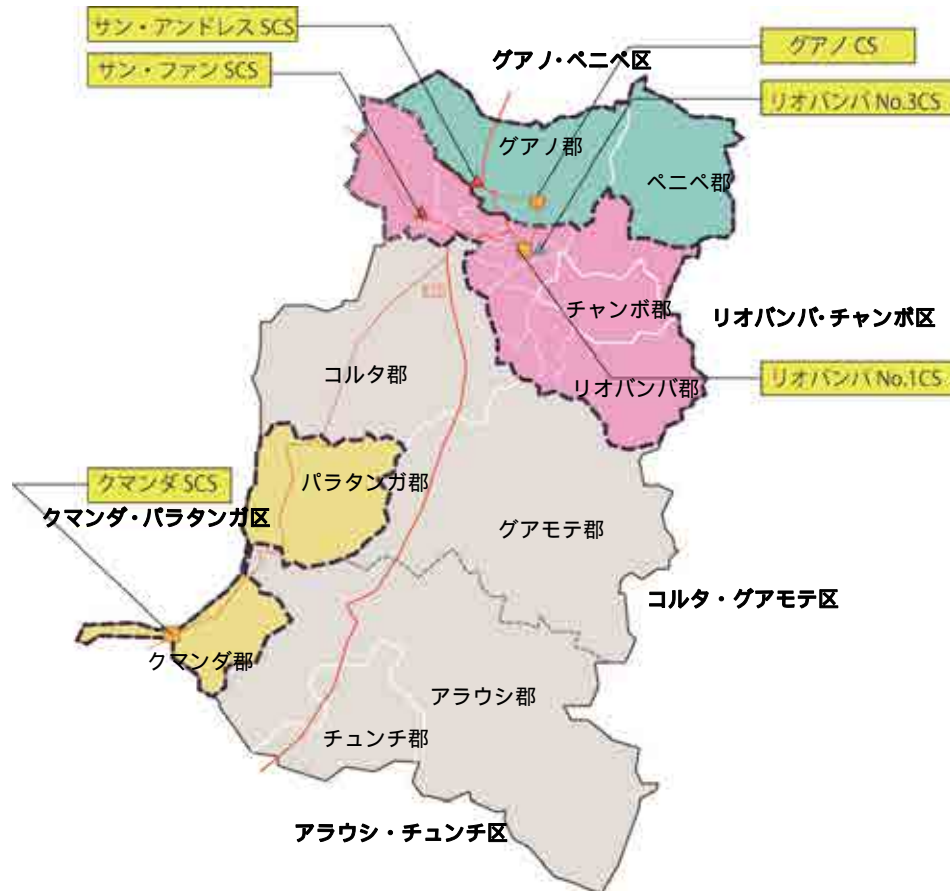 サン・アンドレス SCS
サン・ファン SCS
グアノ・ペニペ区
グアノ CS
リオバンバ No.3CS
グアノ郡
ペニペ郡
チャンボ郡
リオバンバ・チャンボ区
リオバンバ郡
リオバンバ No.1CS
コルタ郡
パラタンガ郡
クマンダ SCS
クマンダ・パラタンガ区
グアモテ郡
コルタ・グアモテ区
クマンダ郡
アラウシ郡
チュンチ郡
アラウシ・チュンチ区